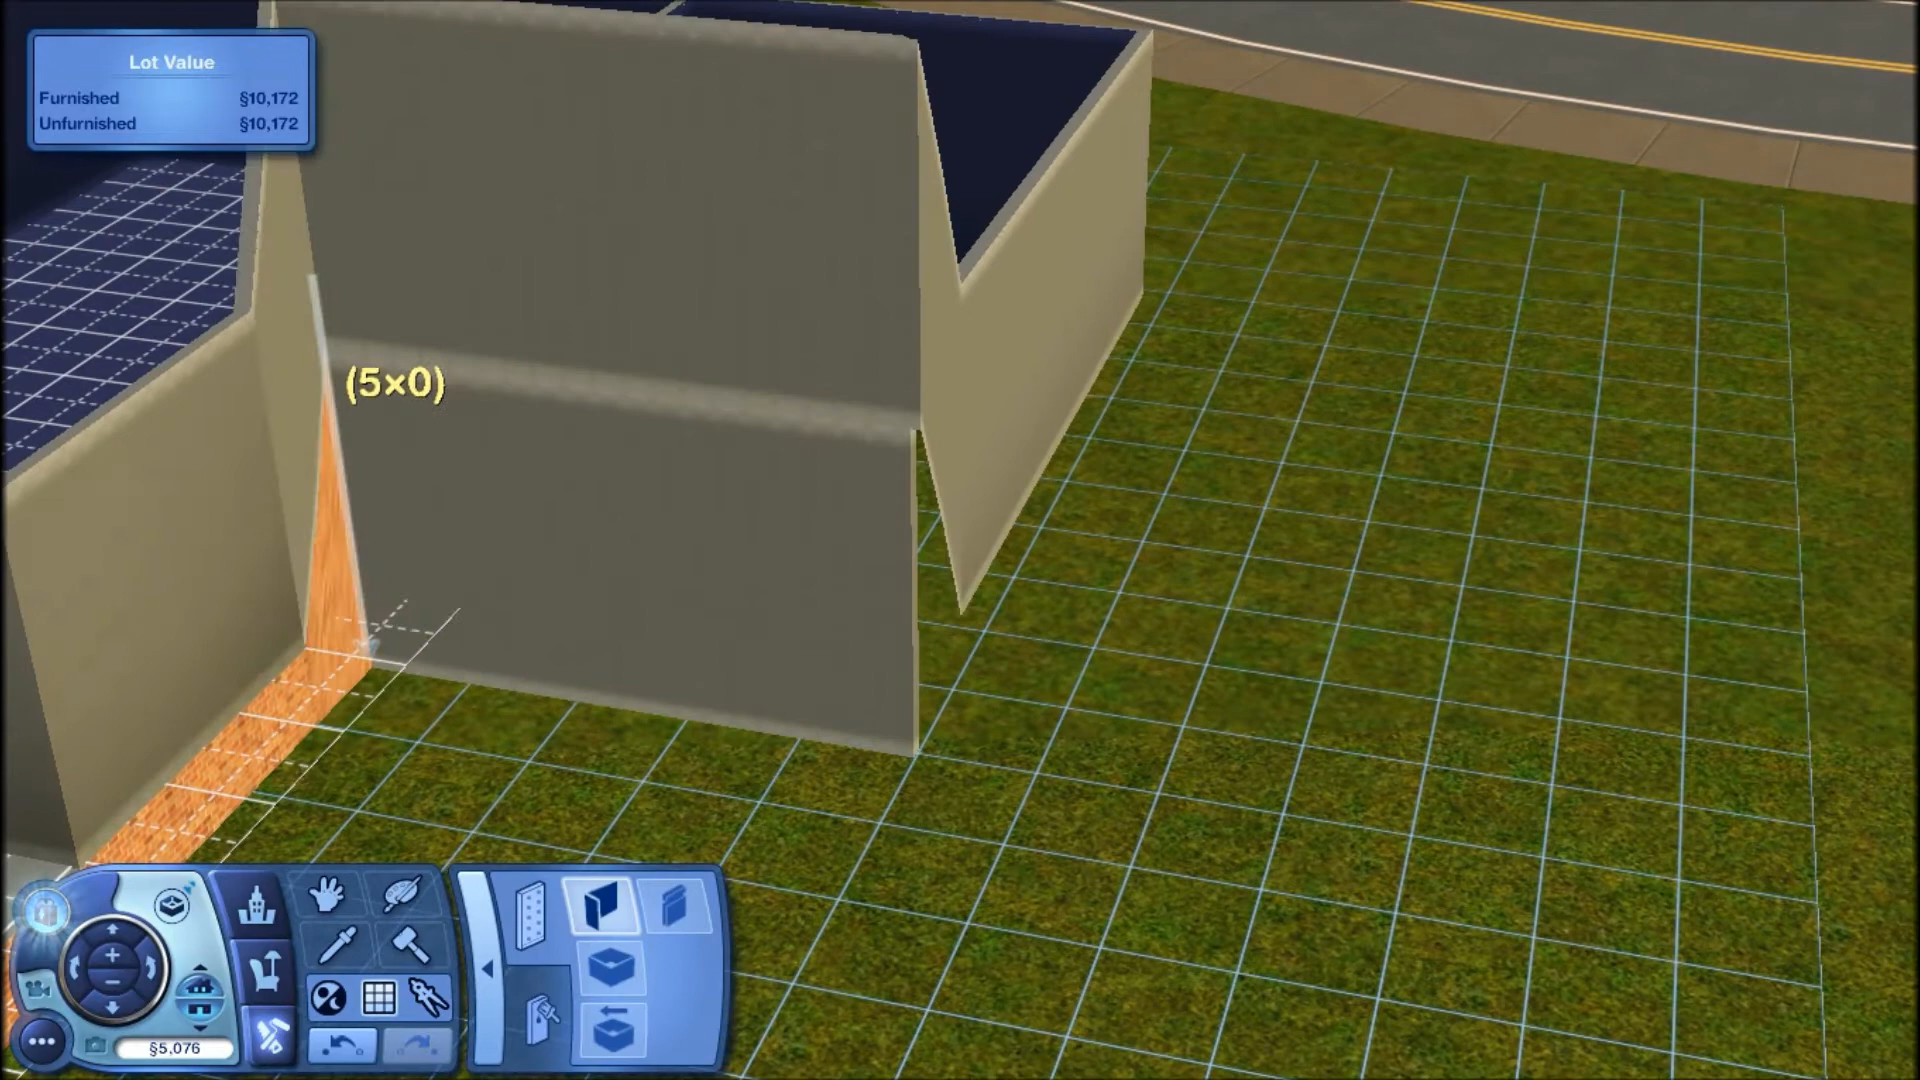 Lot Value
Furnished §10,172
Unfurnished §10,172
(5×0)
§5,076